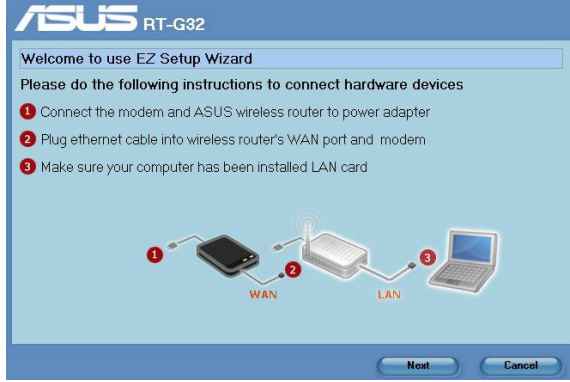 ASUS RT-G32
Welcome to use EZ Setup Wizard
Please do the following instructions to connect hardware devices
1 Connect the modem and ASUS wireless router to power adapter
2 Plug ethernet cable into wireless router's WAN port and modem
3 Make sure your computer has been installed LAN card
1
2
3
WAN
LAN
Next
Cancel